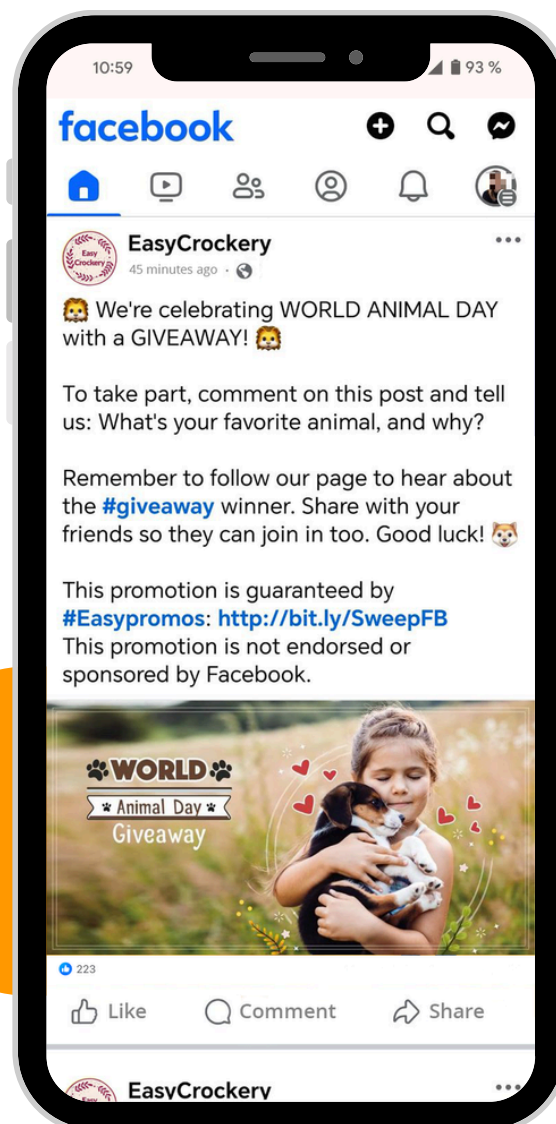 10:59
93 %
facebook
EasyCrockery
Easy
Crockery
45 minutes ago ·
🦁 We're celebrating WORLD ANIMAL DAY
with a GIVEAWAY! 🦁
To take part, comment on this post and tell
us: What's your favorite animal, and why?
Remember to follow our page to hear about
the #giveaway winner. Share with your
friends so they can join in too. Good luck! 🐶
This promotion is guaranteed by
#Easypromos: http://bit.ly/SweepFB
This promotion is not endorsed or
sponsored by Facebook.
WORLD
Animal Day
Giveaway
223
Like Comment Share
EasyCrockery
Easy